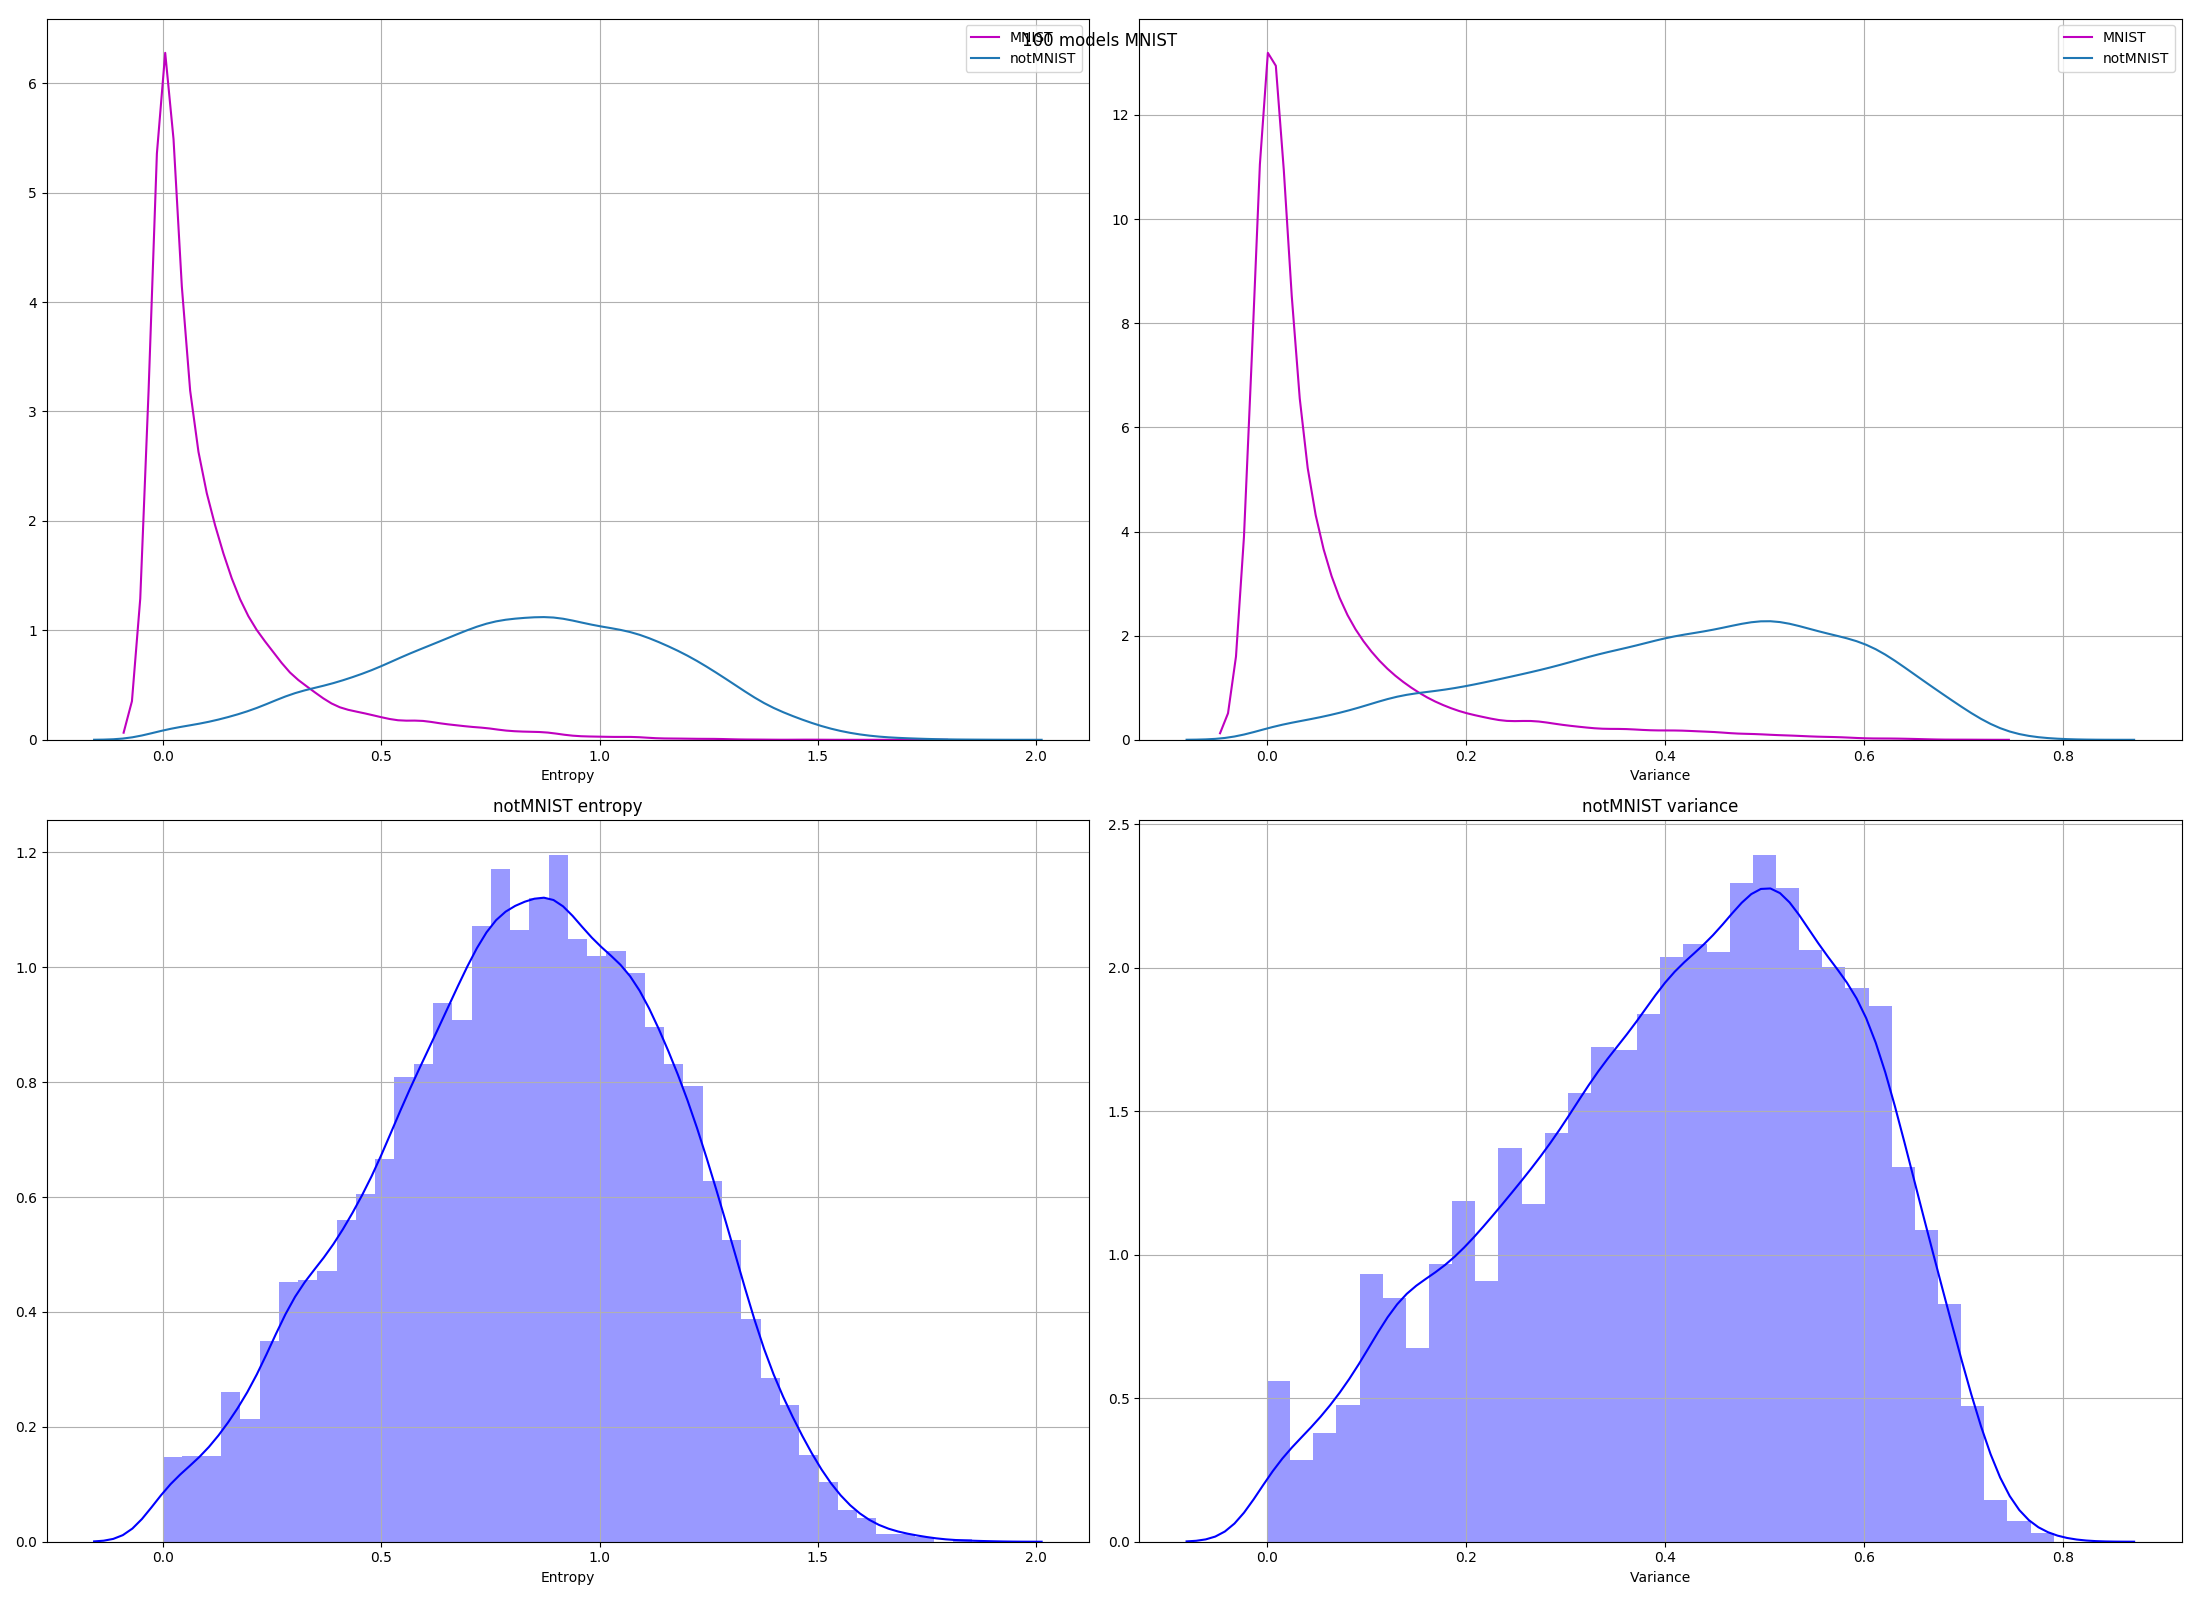 100 models MNIST
MNIST
notMNIST
6
5
4
3
2
1
0
0.0 0.5 1.0 1.5 2.0
Entropy
MNIST
notMNIST
12
10
8
6
4
2
0
0.0 0.2 0.4 0.6 0.8
Variance
notMNIST entropy
1.2
1.0
0.8
0.6
0.4
0.2
0.0
0.0 0.5 1.0 1.5 2.0
Entropy
notMNIST variance
2.5
2.0
1.5
1.0
0.5
0.0
0.0 0.2 0.4 0.6 0.8
Variance